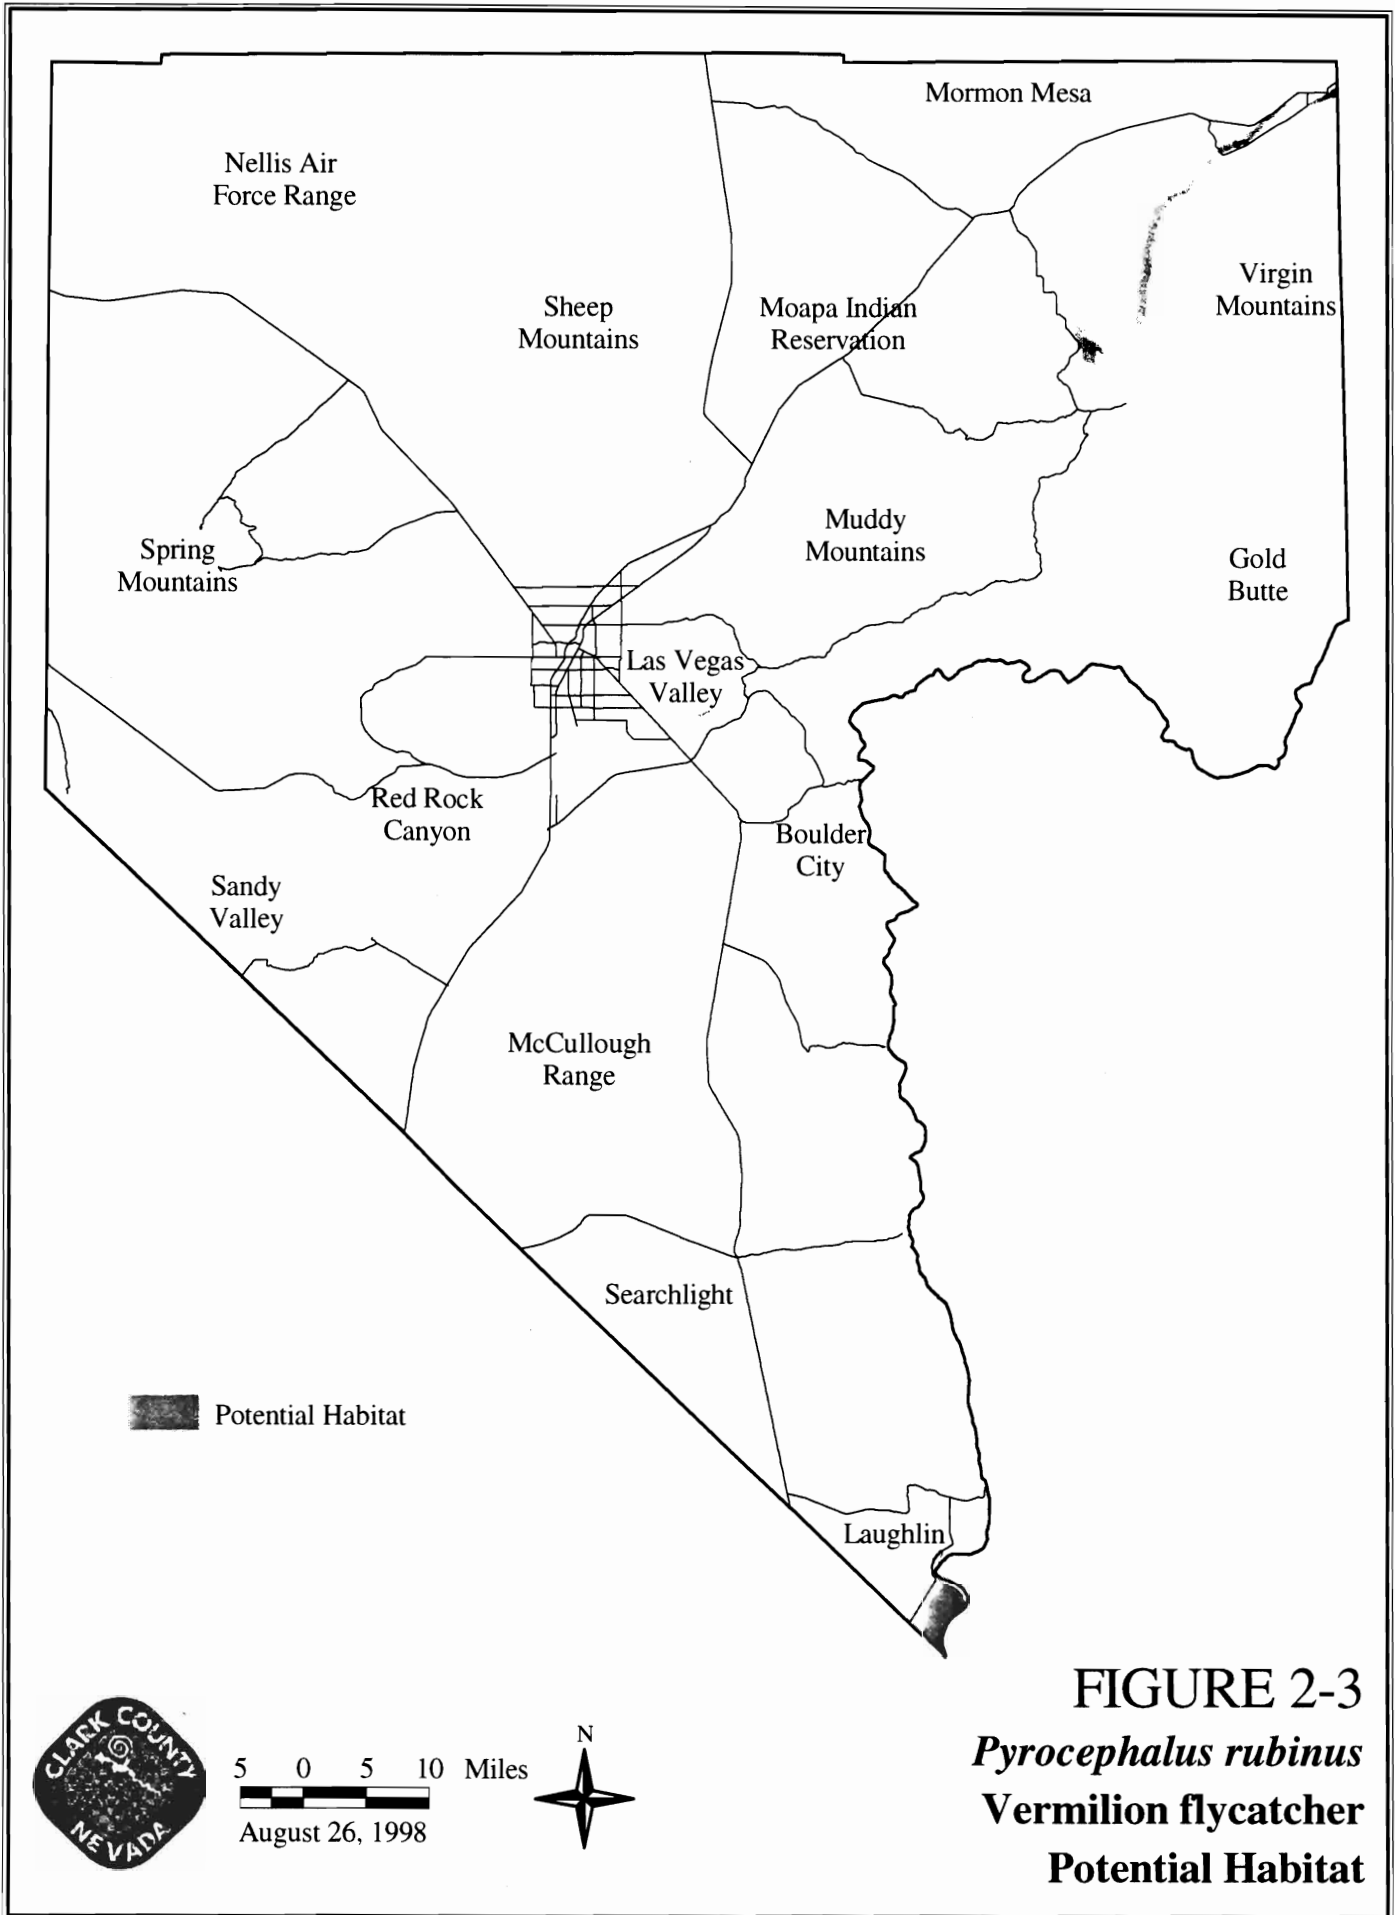 Mormon Mesa
Nellis Air
Force Range
Virgin
Mountains
Sheep
Mountains
Moapa Indian
Reservation
Muddy
Mountains
Spring
Mountains
Gold
Butte
Las Vegas
Valley
Red Rock
Canyon
Boulder
City
Sandy
Valley
McCullough
Range
Searchlight
Potential Habitat
Laughlin
FIGURE 2-3
Pyrocephalus rubinus
Vermilion flycatcher
Potential Habitat
CLARK COUNTY
NEVADA
5 0 5 10 Miles
August 26, 1998
N